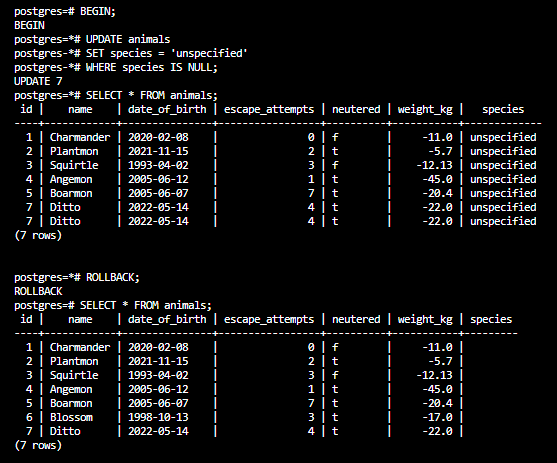 postgres=# BEGIN;
BEGIN
postgres=*# UPDATE animals
postgres-*# SET species = 'unspecified'
postgres-*# WHERE species IS NULL;
UPDATE 7
postgres=*# SELECT * FROM animals;
 id |    name    | date_of_birth | escape_attempts | neutered | weight_kg |   species
----+------------+---------------+-----------------+----------+-----------+-------------
  1 | Charmander | 2020-02-08    |               0 | f        |     -11.0 | unspecified
  2 | Plantmon   | 2021-11-15    |               2 | t        |      -5.7 | unspecified
  3 | Squirtle   | 1993-04-02    |               3 | f        |    -12.13 | unspecified
  4 | Angemon    | 2005-06-12    |               1 | t        |     -45.0 | unspecified
  5 | Boarmon    | 2005-06-07    |               7 | t        |     -20.4 | unspecified
  7 | Ditto      | 2022-05-14    |               4 | t        |     -22.0 | unspecified
  7 | Ditto      | 2022-05-14    |               4 | t        |     -22.0 | unspecified
(7 rows)
postgres=*# ROLLBACK;
ROLLBACK
postgres=# SELECT * FROM animals;
 id |    name    | date_of_birth | escape_attempts | neutered | weight_kg | species
----+------------+---------------+-----------------+----------+-----------+---------
  1 | Charmander | 2020-02-08    |               0 | f        |     -11.0 |
  2 | Plantmon   | 2021-11-15    |               2 | t        |      -5.7 |
  3 | Squirtle   | 1993-04-02    |               3 | f        |    -12.13 |
  4 | Angemon    | 2005-06-12    |               1 | t        |     -45.0 |
  5 | Boarmon    | 2005-06-07    |               7 | t        |     -20.4 |
  6 | Blossom    | 1998-10-13    |               3 | t        |     -17.0 |
  7 | Ditto      | 2022-05-14    |               4 | t        |     -22.0 |
(7 rows)